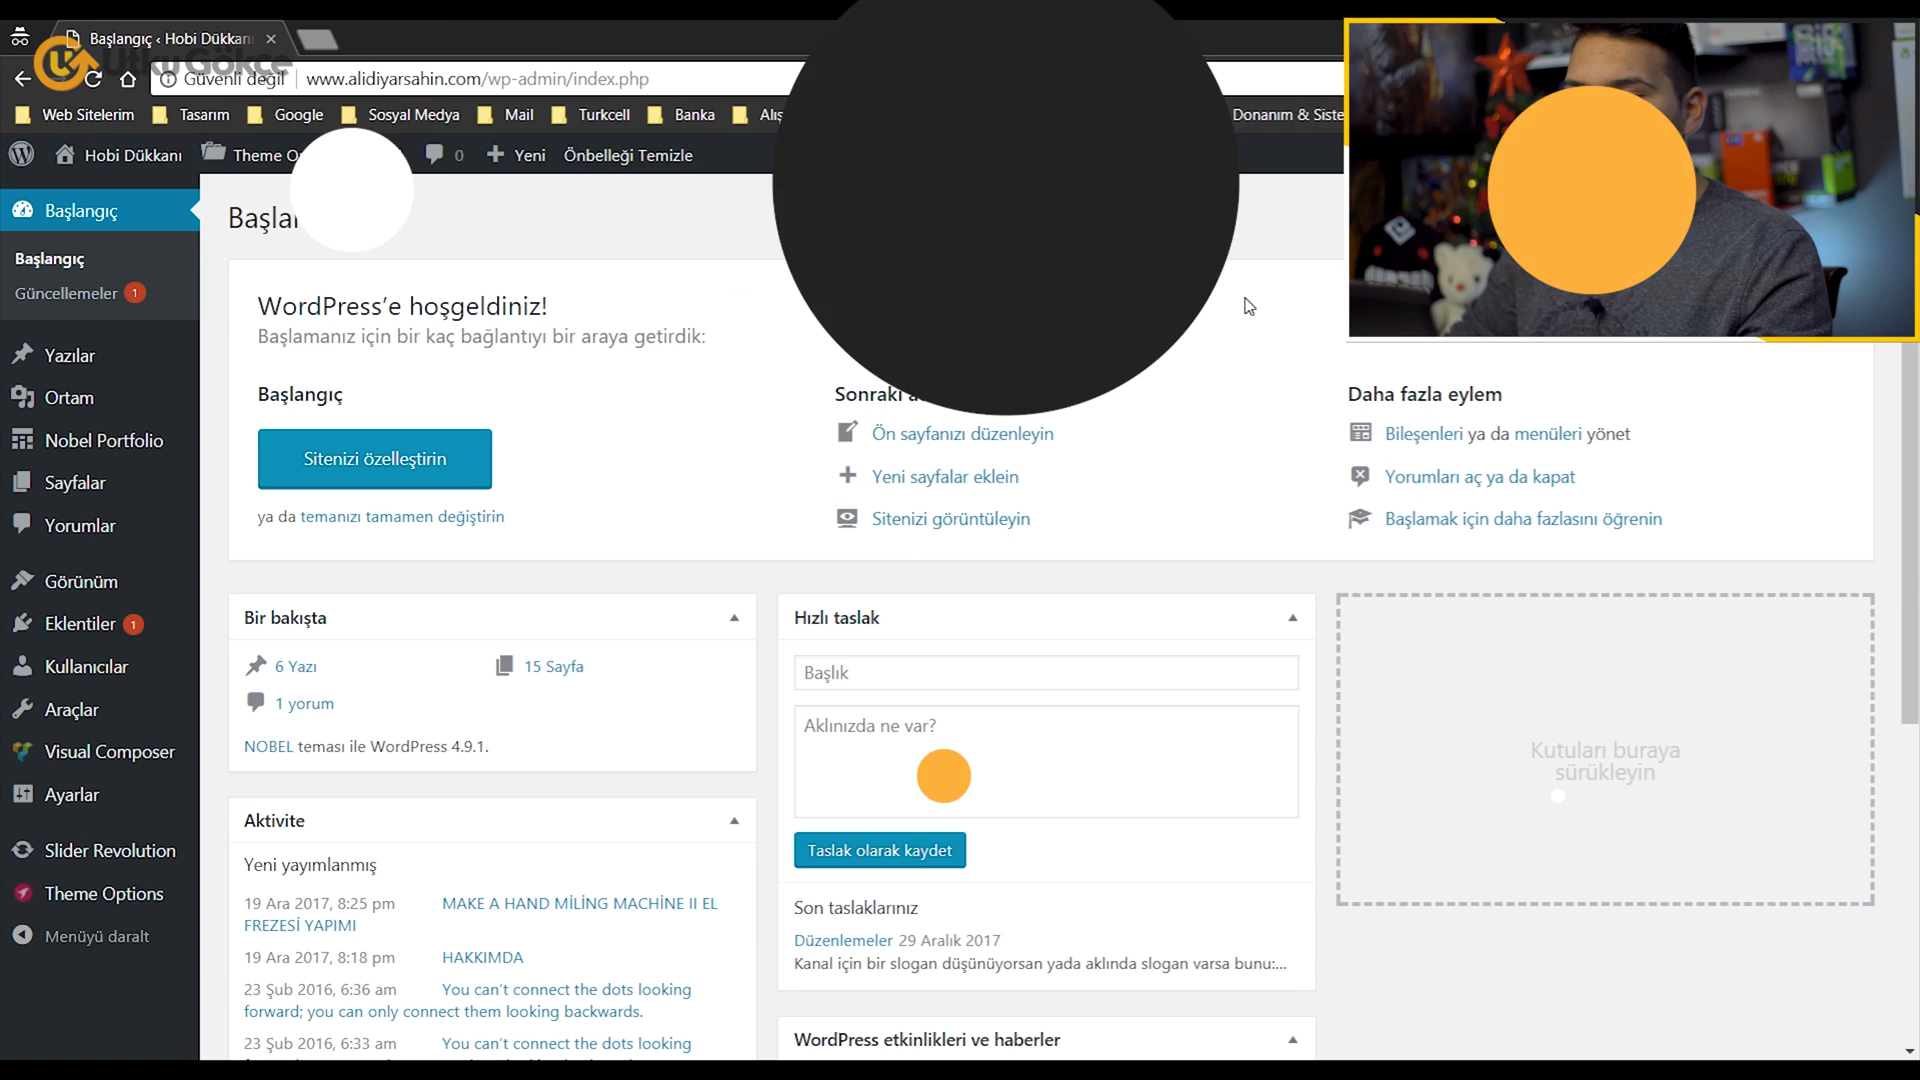 Başlangıç ‹ Hobi Dükkanı
Utku Gökçe
Güvenli değil www.alidiyarsahin.com/wp-admin/index.php
Web Sitelerim Tasarım Google Sosyal Medya Mail Turkcell Banka Donanım & Siste
Hobi Dükkanı Theme 0 Yeni Önbelleği Temizle
Başlangıç
Başlangıç
Güncellemeler 1
Yazılar
Ortam
Nobel Portfolio
Sayfalar
Yorumlar
Görünüm
Eklentiler 1
Kullanıcılar
Araçlar
Visual Composer
Ayarlar
Slider Revolution
Theme Options
Menüyü daralt
WordPress’e hoşgeldiniz!
Başlamanız için bir kaç bağlantıyı bir araya getirdik:
Başlangıç
Sitenizi özelleştirin
ya da temanızı tamamen değiştirin
Sonraki
Ön sayfanızı düzenleyin
Yeni sayfalar eklein
Sitenizi görüntüleyin
Daha fazla eylem
Bileşenleri ya da menüleri yönet
Yorumları aç ya da kapat
Başlamak için daha fazlasını öğrenin
Bir bakışta
6 Yazı 15 Sayfa
1 yorum
NOBEL teması ile WordPress 4.9.1.
Aktivite
Yeni yayımlanmış
19 Ara 2017, 8:25 pm MAKE A HAND MİLİNG MACHİNE II EL
FREZESİ YAPIMI
19 Ara 2017, 8:18 pm HAKKIMDA
23 Şub 2016, 6:36 am You can’t connect the dots looking
forward; you can only connect them looking backwards.
23 Şub 2016, 6:33 am You can’t connect the dots looking
Hızlı taslak
Başlık
Aklınızda ne var?
Taslak olarak kaydet
Son taslaklarınız
Düzenlemeler 29 Aralık 2017
Kanal için bir slogan düşünüyorsan yada aklında slogan varsa bunu:...
WordPress etkinlikleri ve haberler
Kutuları buraya
sürükleyin